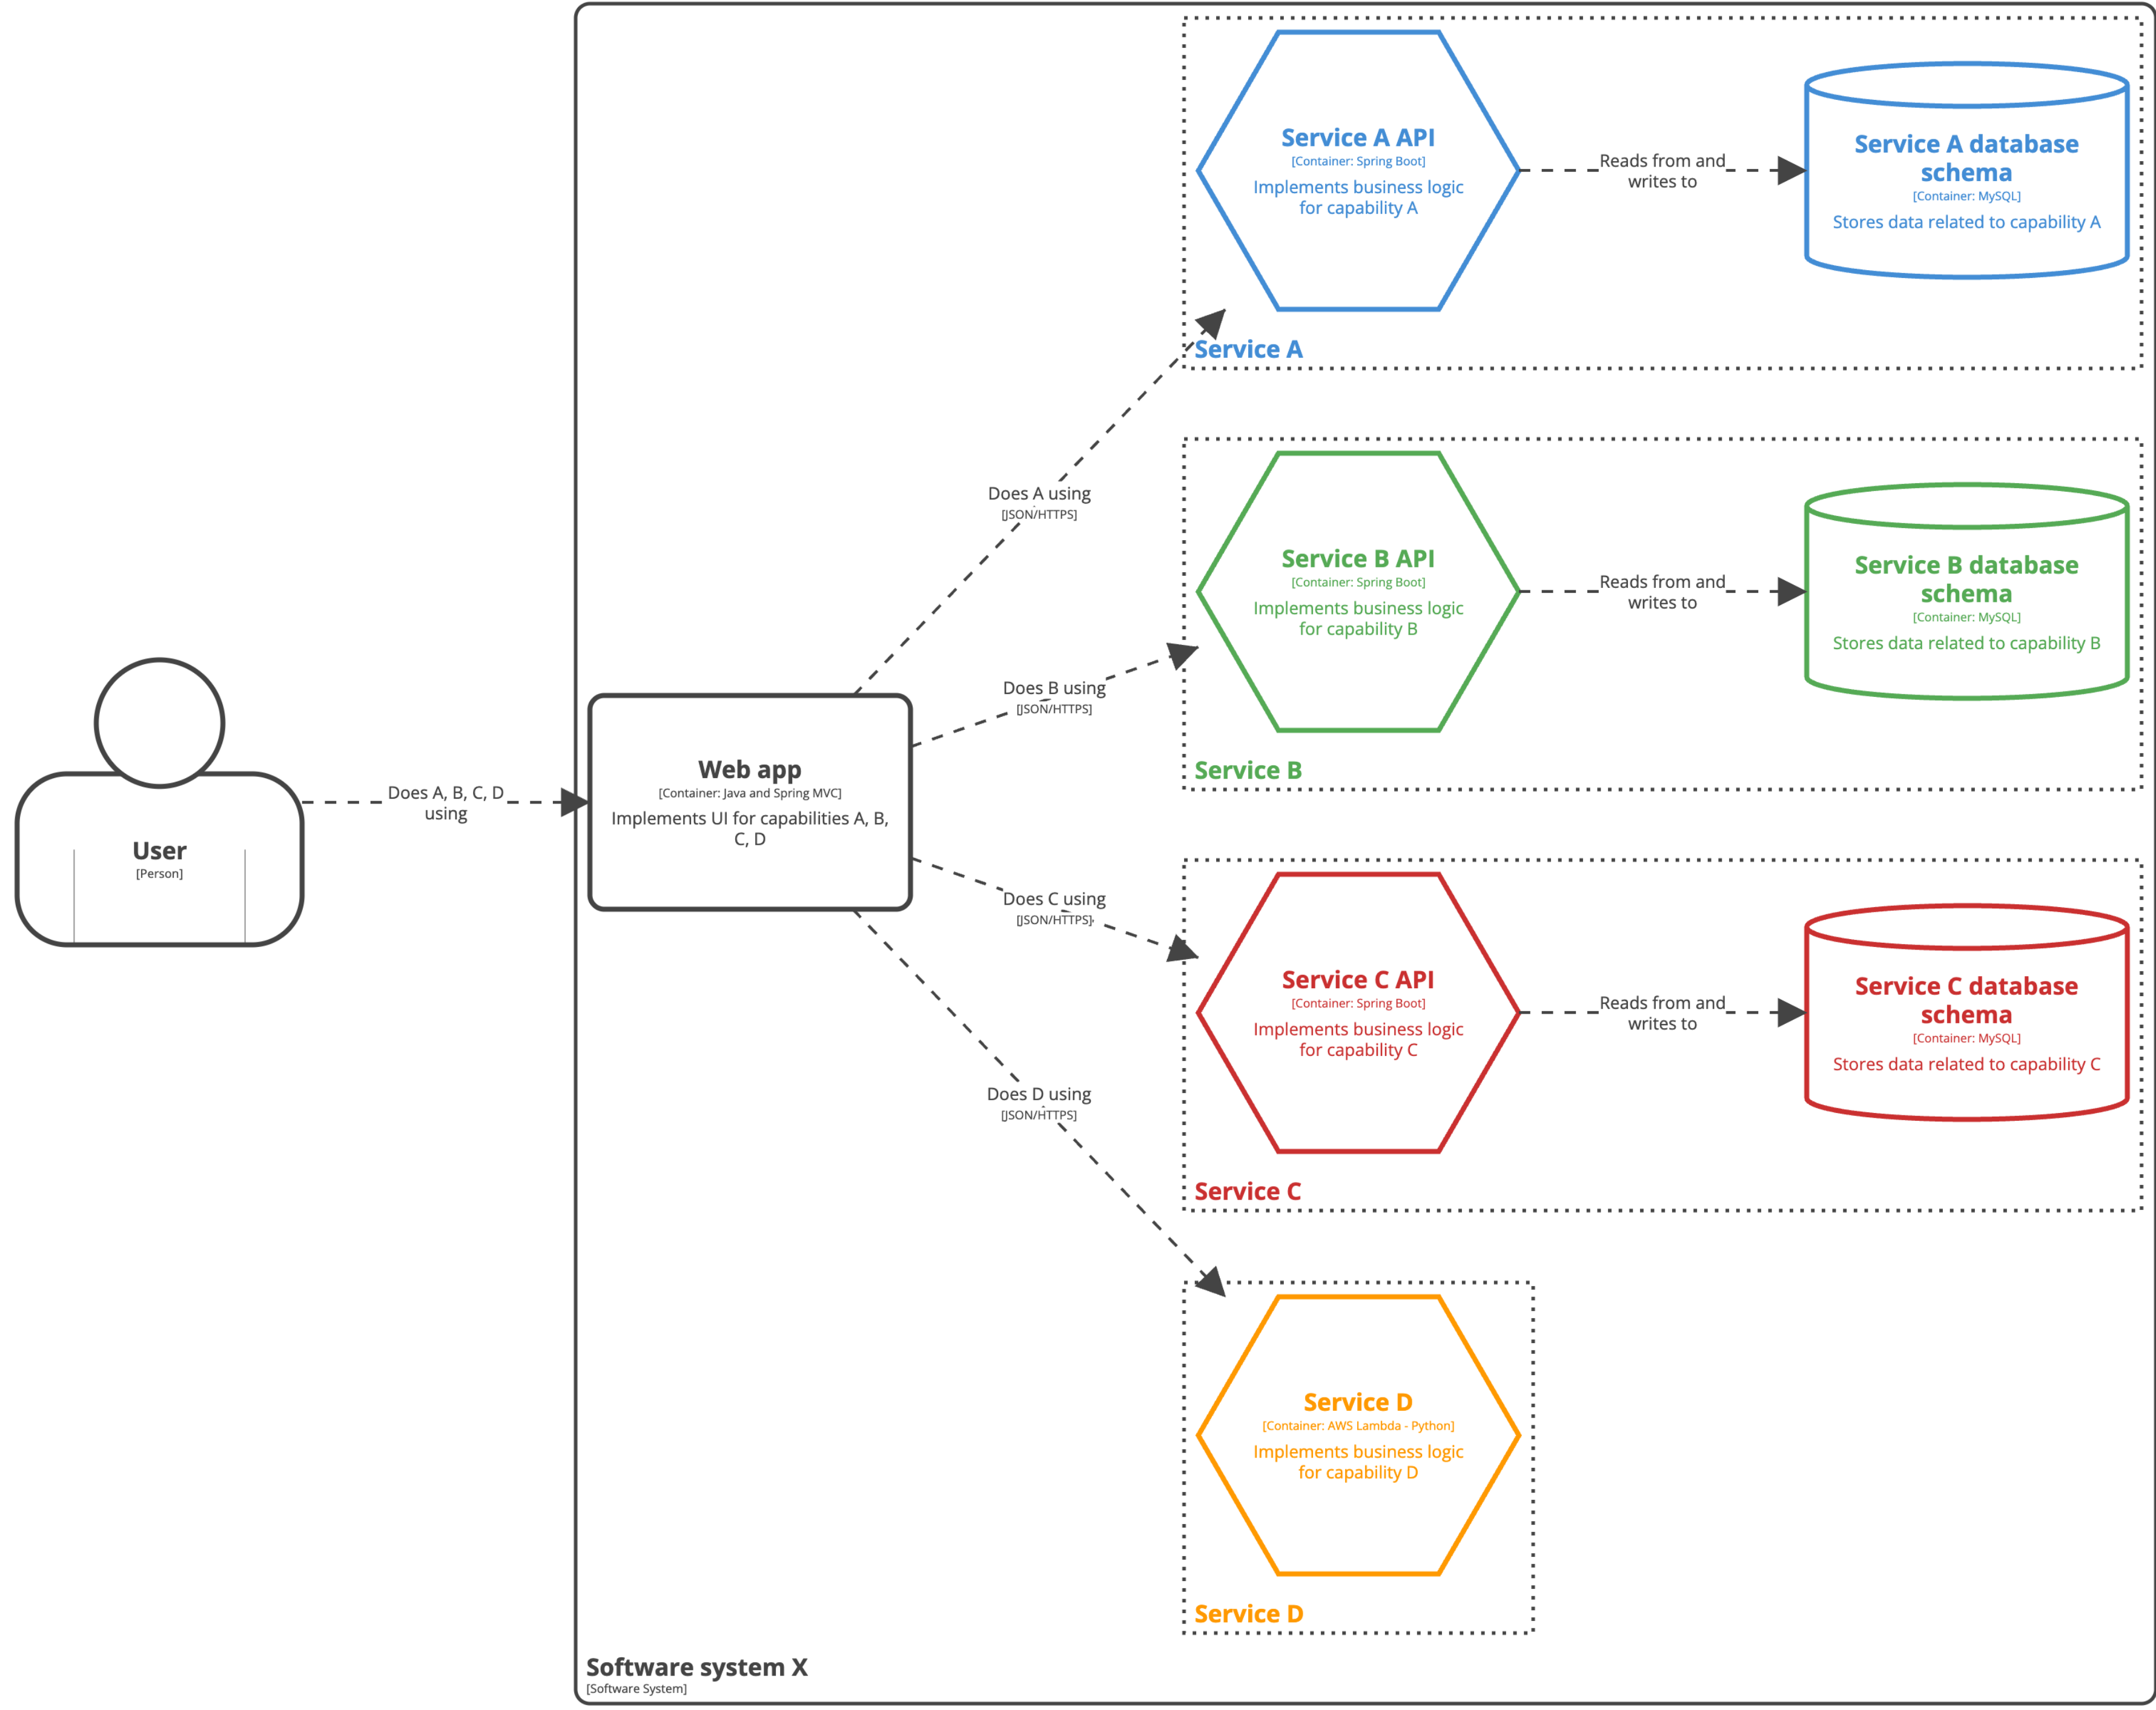 Service A API
[Container: Spring Boot]
Implements business logic
for capability A
Reads from and
writes to
Service A database
schema
[Container: MySQL]
Stores data related to capability A
Service A
Does A using
[JSON/HTTPS]
Service B API
[Container: Spring Boot]
Implements business logic
for capability B
Reads from and
writes to
Service B database
schema
[Container: MySQL]
Stores data related to capability B
Does B using
[JSON/HTTPS]
Service B
User
[Person]
Does A, B, C, D
using
Web app
[Container: Java and Spring MVC]
Implements UI for capabilities A, B,
C, D
Does C using
[JSON/HTTPS]
Service C API
[Container: Spring Boot]
Implements business logic
for capability C
Reads from and
writes to
Service C database
schema
[Container: MySQL]
Stores data related to capability C
Does D using
[JSON/HTTPS]
Service C
Service D
[Container: AWS Lambda - Python]
Implements business logic
for capability D
Service D
Software system X
[Software System]